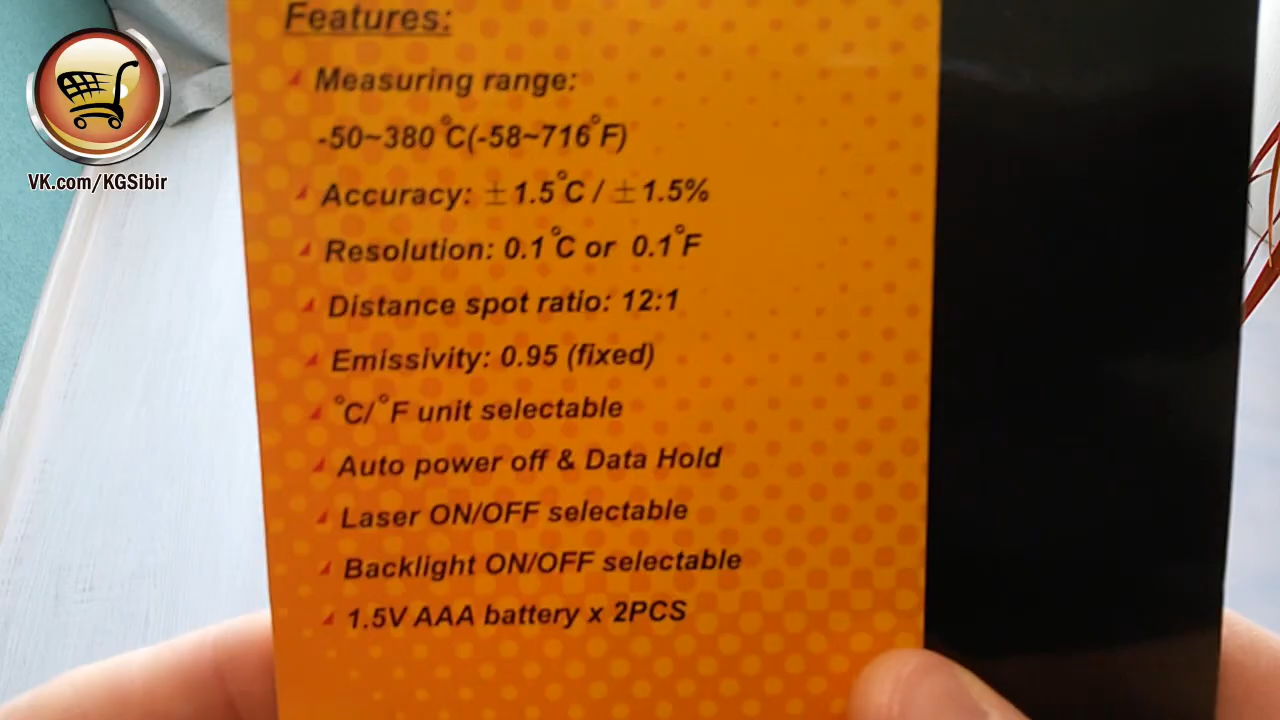 Features:
Measuring range:
-50~380°C(-58~716°F)
Accuracy: ±1.5°C / ±1.5%
Resolution: 0.1°C or 0.1°F
Distance spot ratio: 12:1
Emissivity: 0.95 (fixed)
°C/°F unit selectable
Auto power off & Data Hold
Laser ON/OFF selectable
Backlight ON/OFF selectable
1.5V AAA battery x 2PCS
VK.com/KGSibir